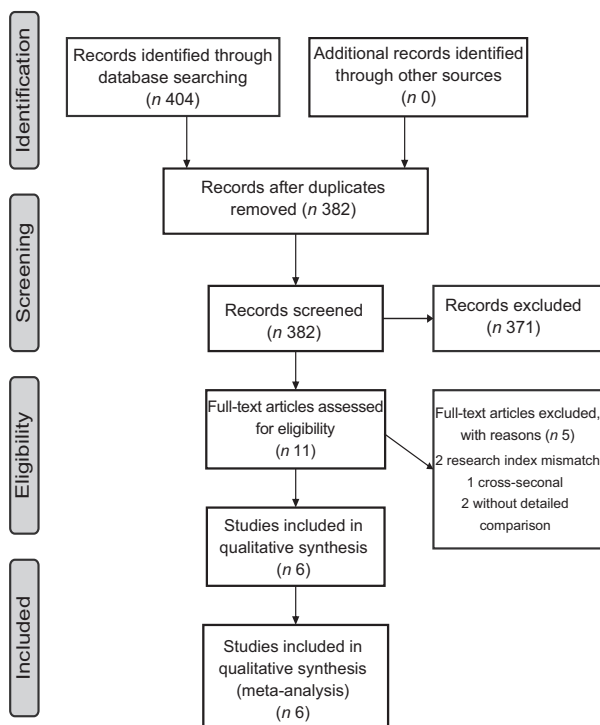 Identification
Records identified through
database searching
(n 404)
Additional records identified
through other sources
(n 0)
Records after duplicates
removed (n 382)
Screening
Records screened
(n 382)
Records excluded
(n 371)
Eligibility
Full-text articles assessed
for eligibility
(n 11)
Full-text articles excluded,
with reasons (n 5)
2 research index mismatch
1 cross-seconal
2 without detailed
comparison
Studies included in
qualitative synthesis
(n 6)
Included
Studies included in
qualitative synthesis
(meta-analysis)
(n 6)